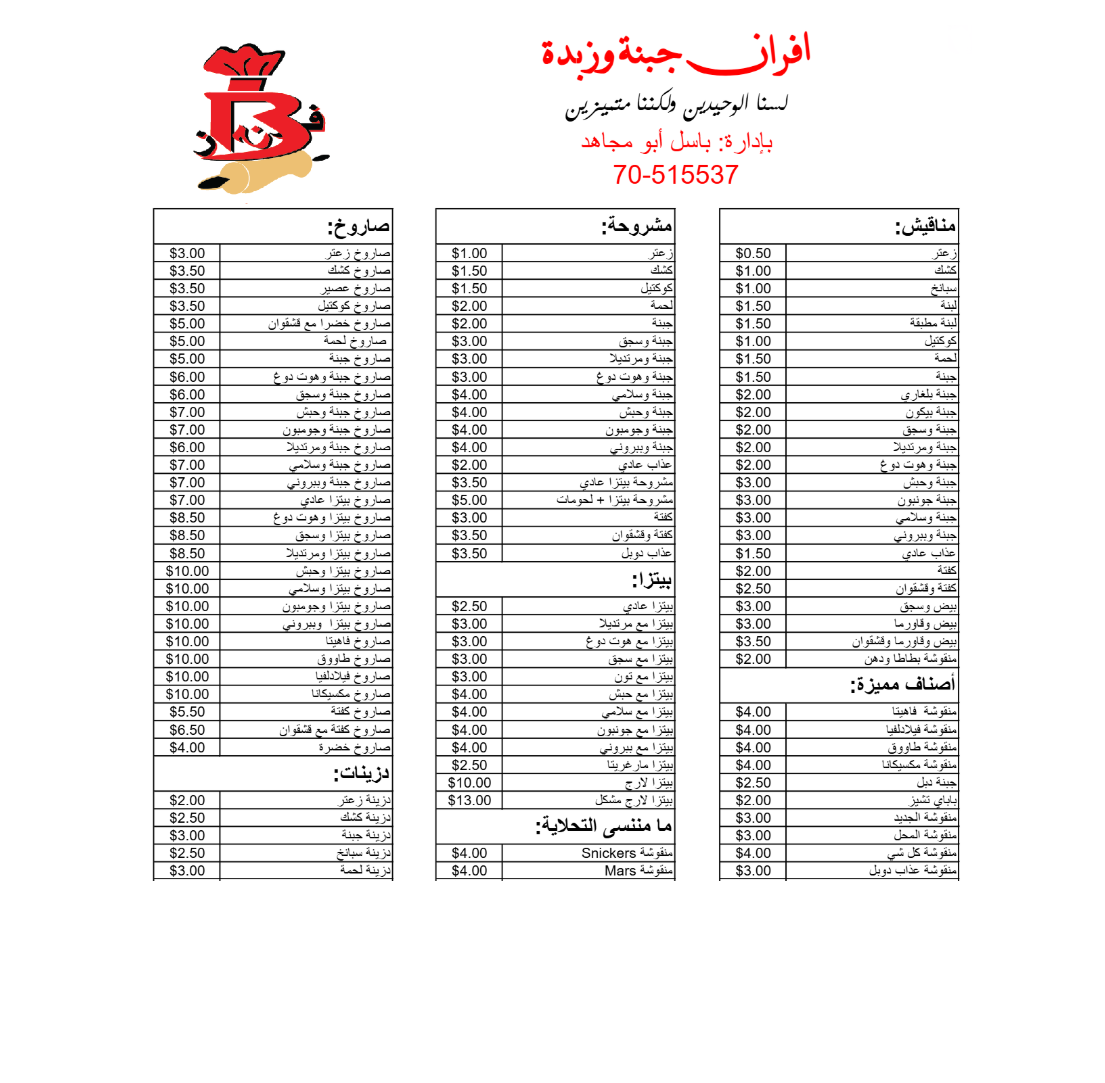 افران جبنة وزبدة
لسنا الوحيدين ولكننا متميزين
بإدارة: باسل أبو مجاهد
70-515537
فرن
B
مناقيش:
زعتر $0.50
كشك $1.00
سبانخ $1.00
لبنة $1.50
لبنة مطبقة $1.50
كوكتيل $1.00
لحمة $1.50
جبنة $1.50
جبنة بلغاري $2.00
جبنة بيكون $2.00
جبنة وسجق $2.00
جبنة ومرتديلا $2.00
جبنة وهوت دوغ $2.00
جبنة وحبش $3.00
جبنة جونبون $3.00
جبنة وسلامي $3.00
جبنة وببروني $3.00
عذاب عادي $1.50
كفتة $2.00
كفتة وقشقوان $2.50
بيض وسجق $3.00
بيض وقاورما $3.00
بيض وقاورما وقشقوان $3.50
منقوشة بطاطا ودهن $2.00
أصناف مميزة:
منقوشة فاهيتا $4.00
منقوشة فيلادلفيا $4.00
منقوشة طاووق $4.00
منقوشة مكسيكانا $4.00
جبنة دبل $2.50
باباي تشيز $2.00
منقوشة الجديد $3.00
منقوشة المحل $3.00
منقوشة كل شي $4.00
منقوشة عذاب دوبل $3.00
مشروحة:
زعتر $1.00
كشك $1.50
كوكتيل $1.50
لحمة $2.00
جبنة $2.00
جبنة وسجق $3.00
جبنة ومرتديلا $3.00
جبنة وهوت دوغ $3.00
جبنة وسلامي $4.00
جبنة وحبش $4.00
جبنة وجومبون $4.00
جبنة وببروني $4.00
عذاب عادي $2.00
مشروحة بيتزا عادي $3.50
مشروحة بيتزا + لحومات $5.00
كفتة $3.00
كفتة وقشقوان $3.50
عذاب دوبل $3.50
بيتزا:
بيتزا عادي $2.50
بيتزا مع مرتديلا $3.00
بيتزا مع هوت دوغ $3.00
بيتزا مع سجق $3.00
بيتزا مع تون $3.00
بيتزا مع حبش $4.00
بيتزا مع سلامي $4.00
بيتزا مع جونبون $4.00
بيتزا مع ببروني $4.00
بيتزا مارغريتا $2.50
بيتزا لارج $10.00
بيتزا لارج مشكل $13.00
ما مننسى التحلاية:
منقوشة Snickers $4.00
منقوشة Mars $4.00
صاروخ:
صاروخ زعتر $3.00
صاروخ كشك $3.50
صاروخ عصير $3.50
صاروخ كوكتيل $3.50
صاروخ خضرا مع قشقوان $5.00
صاروخ لحمة $5.00
صاروخ جبنة $5.00
صاروخ جبنة وهوت دوغ $6.00
صاروخ جبنة وسجق $6.00
صاروخ جبنة وحبش $7.00
صاروخ جبنة وجومبون $7.00
صاروخ جبنة ومرتديلا $6.00
صاروخ جبنة وسلامي $7.00
صاروخ جبنة وببروني $7.00
صاروخ بيتزا عادي $7.00
صاروخ بيتزا وهوت دوغ $8.50
صاروخ بيتزا وسجق $8.50
صاروخ بيتزا ومرتديلا $8.50
صاروخ بيتزا وحبش $10.00
صاروخ بيتزا وسلامي $10.00
صاروخ بيتزا وجومبون $10.00
صاروخ بيتزا وببروني $10.00
صاروخ فاهيتا $10.00
صاروخ طاووق $10.00
صاروخ فيلادلفيا $10.00
صاروخ مكسيكانا $10.00
صاروخ كفتة $5.50
صاروخ كفتة مع قشقوان $6.50
صاروخ خضرة $4.00
دزينات:
دزينة زعتر $2.00
دزينة كشك $2.50
دزينة جبنة $3.00
دزينة سبانخ $2.50
دزينة لحمة $3.00